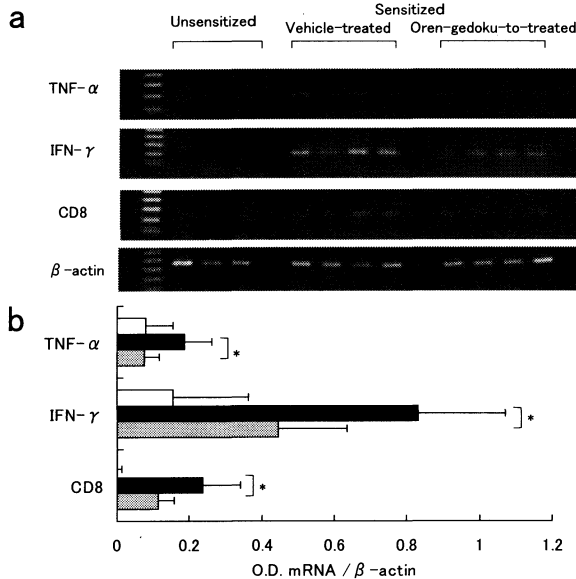 a
Unsensitized
Sensitized
Vehicle-treated
Oren-gedoku-to-treated
TNF-α
IFN-γ
CD8
β-actin
b
TNF-α
*
IFN-γ
*
CD8
*
0 0.2 0.4 0.6 0.8 1 1.2
O.D. mRNA / β-actin